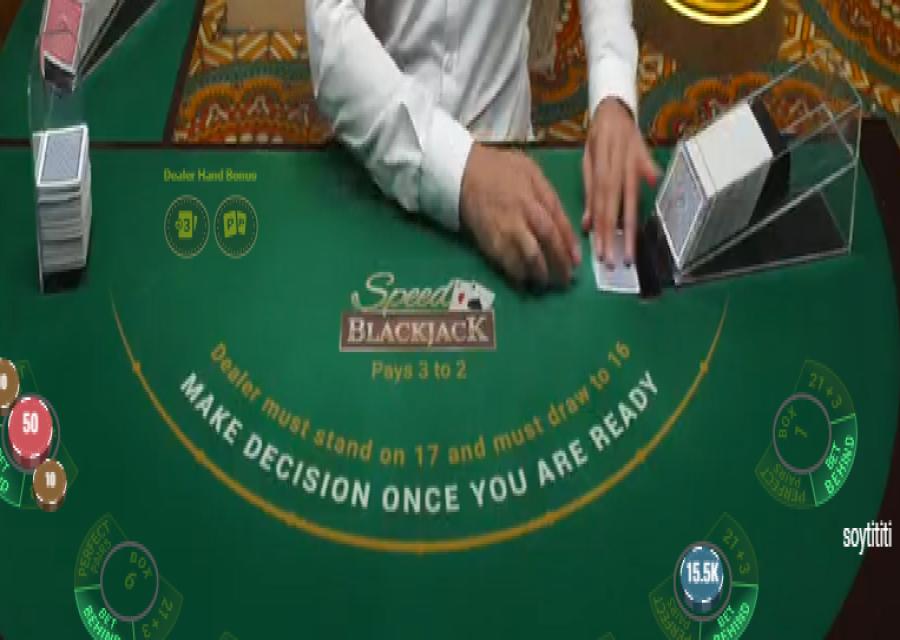 Dealer Hand Bonus
Speed
BLACKJACK
Pays 3 to 2
Dealer must stand on 17 and must draw to 16
MAKE DECISION ONCE YOU ARE READY
50
10
BET
BEHIND
21+3
BOX
7
PERFECT
PAIRS
BET
BEHIND
soytititi
PERFECT
PAIRS
BOX
6
21+3
BET
BEHIND
15.5K
21+3
PERFECT
PAIRS
BET
BEHIND